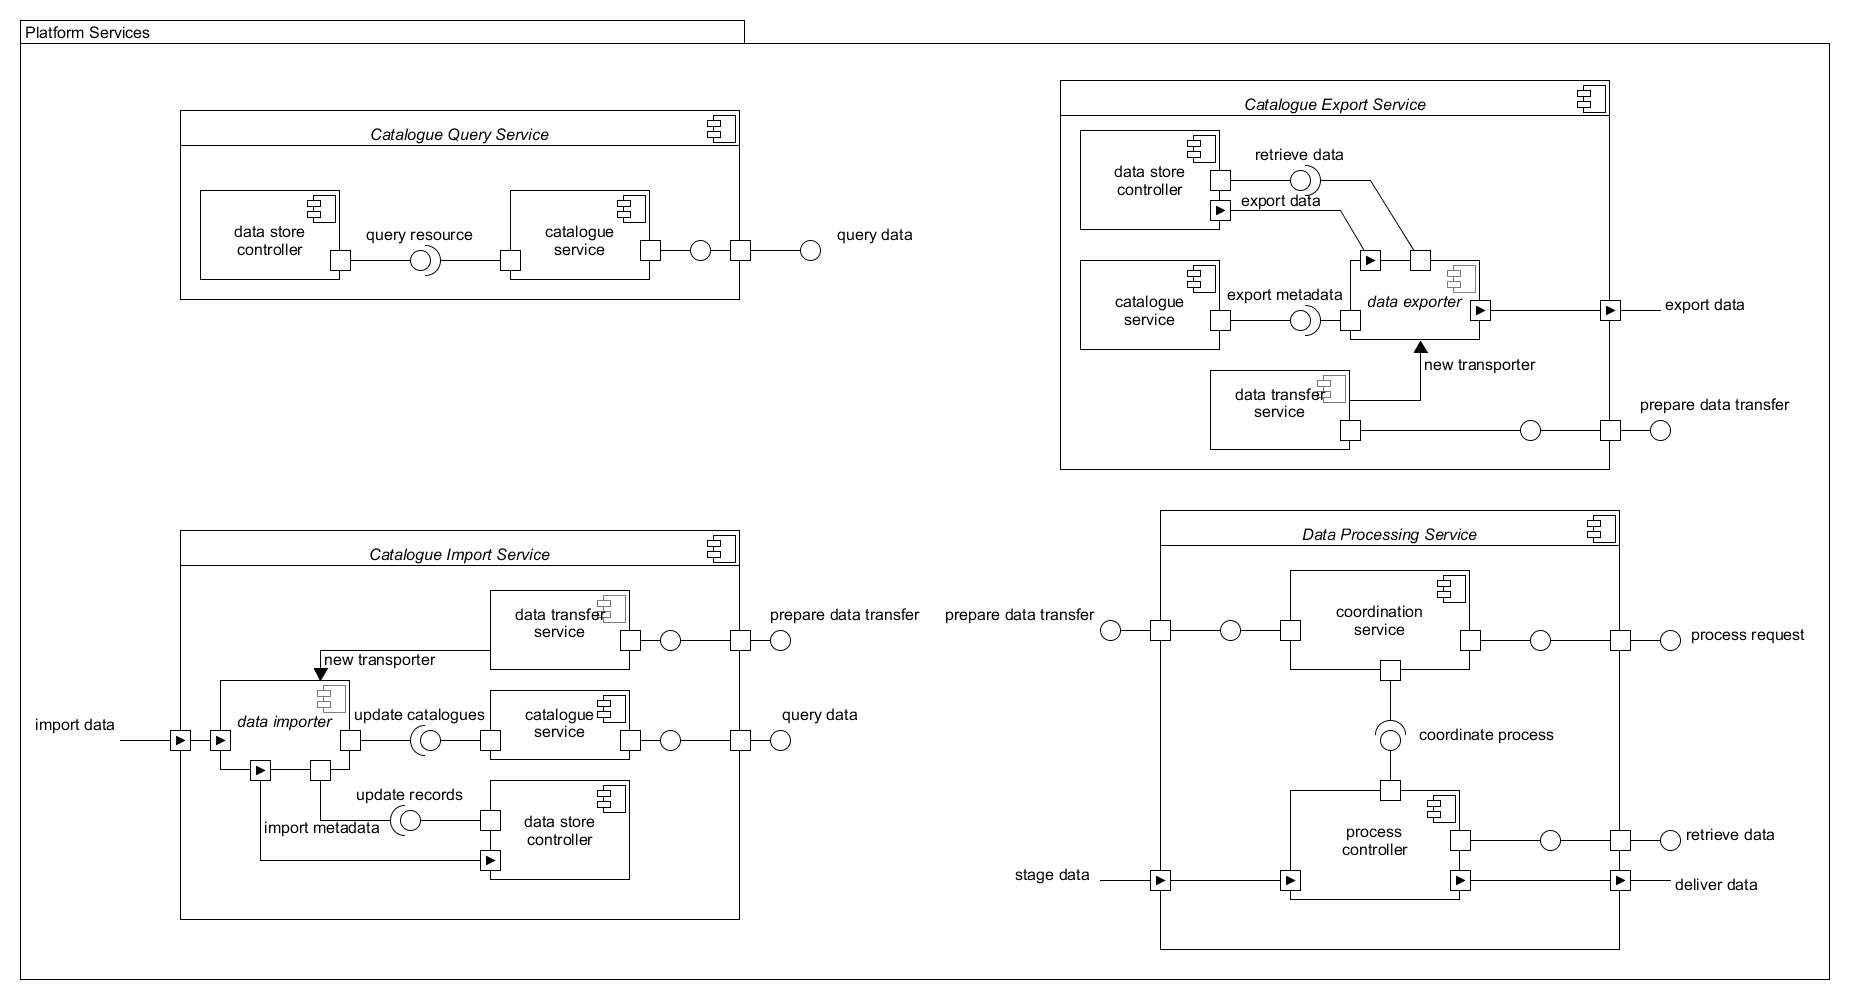 Platform Services
Catalogue Query Service
data store
controller
query resource
catalogue
service
query data
Catalogue Export Service
data store
controller
retrieve data
export data
catalogue
service
export metadata
data exporter
export data
data transfer
service
new transporter
prepare data transfer
Catalogue Import Service
data transfer
service
prepare data transfer
new transporter
import data
data importer
update catalogues
catalogue
service
query data
update records
import metadata
data store
controller
Data Processing Service
prepare data transfer
coordination
service
process request
coordinate process
process
controller
retrieve data
stage data
deliver data